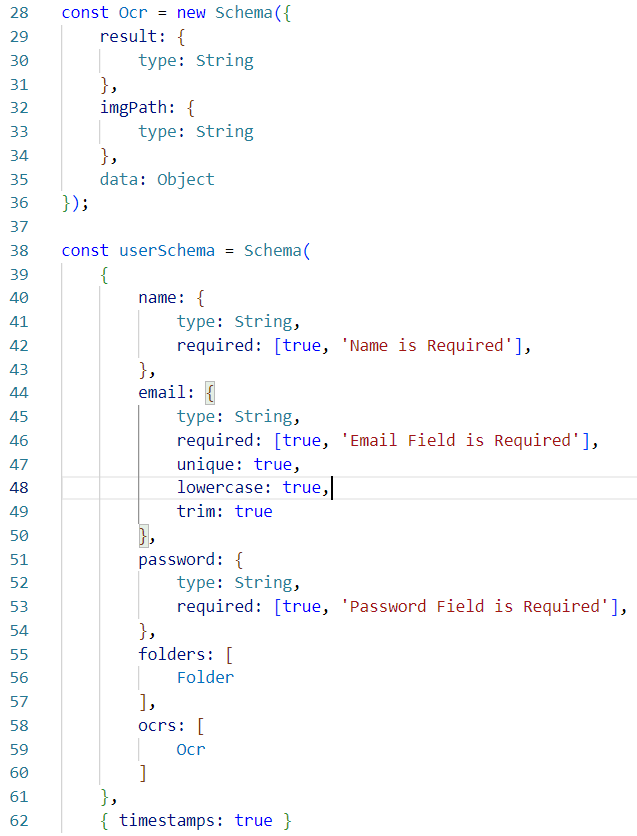 28 const Ocr = new Schema({
29     result: {
30         type: String
31     },
32     imgPath: {
33         type: String
34     },
35     data: Object
36 });
37
38 const userSchema = Schema(
39     {
40         name: {
41             type: String,
42             required: [true, 'Name is Required'],
43         },
44         email: {
45             type: String,
46             required: [true, 'Email Field is Required'],
47             unique: true,
48             lowercase: true,
49             trim: true
50         },
51         password: {
52             type: String,
53             required: [true, 'Password Field is Required'],
54         },
55         folders: [
56             Folder
57         ],
58         ocrs: [
59             Ocr
60         ]
61     },
62     { timestamps: true }